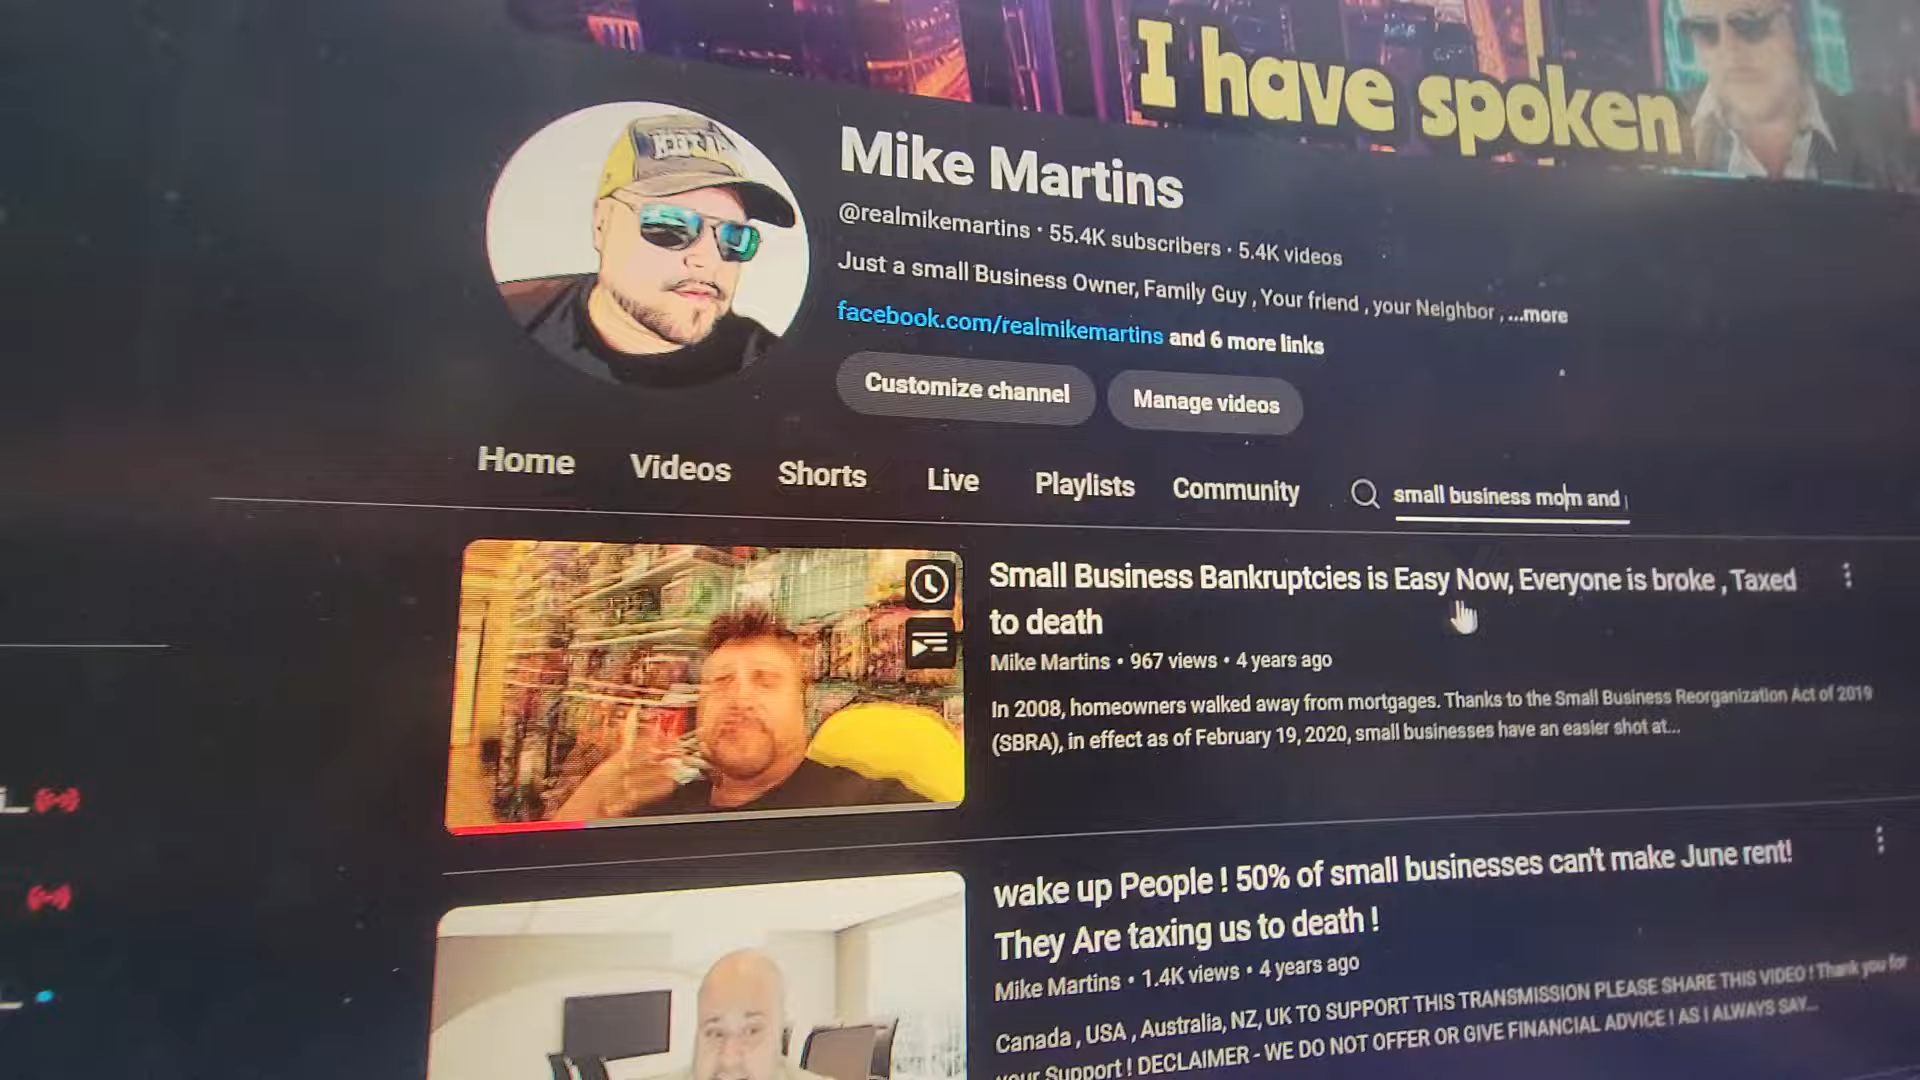 I have spoken
Mike Martins
@realmikemartins • 55.4K subscribers • 5.4K videos
Just a small Business Owner, Family Guy , Your friend , your Neighbor , ...more
facebook.com/realmikemartins and 6 more links
Customize channel
Manage videos
Home
Videos
Shorts
Live
Playlists
Community
small business mom and
Small Business Bankruptcies is Easy Now, Everyone is broke , Taxed
to death
Mike Martins • 967 views • 4 years ago
In 2008, homeowners walked away from mortgages. Thanks to the Small Business Reorganization Act of 2019
(SBRA), in effect as of February 19, 2020, small businesses have an easier shot at...
wake up People ! 50% of small businesses can't make June rent!
They Are taxing us to death !
Mike Martins • 1.4K views • 4 years ago
Canada , USA , Australia, NZ, UK TO SUPPORT THIS TRANSMISSION PLEASE SHARE THIS VIDEO ! Thank you for
your Support ! DECLAIMER - WE DO NOT OFFER OR GIVE FINANCIAL ADVICE ! AS I ALWAYS SAY...